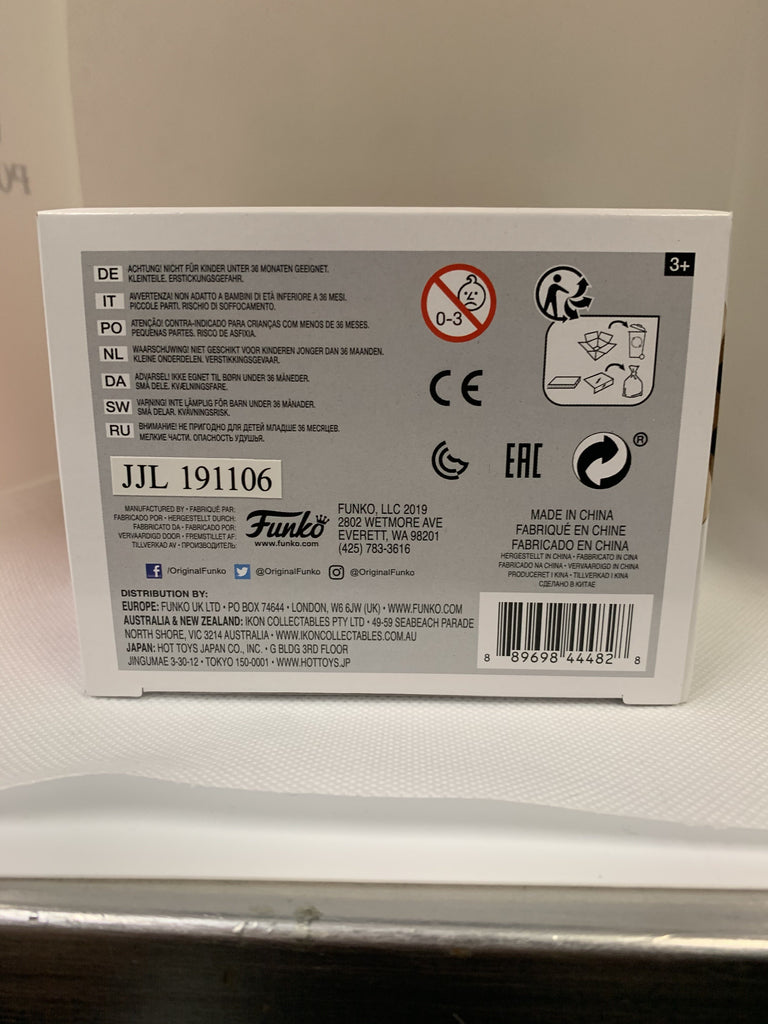 3+
DE ACHTUNG! NICHT FÜR KINDER UNTER 36 MONATEN GEEIGNET.
KLEINTEILE. ERSTICKUNGSGEFAHR.
IT AVVERTENZA! NON ADATTO A BAMBINI DI ETÀ INFERIORE A 36 MESI.
PICCOLE PARTI. RISCHIO DI SOFFOCAMENTO.
PO ATENÇÃO! CONTRA-INDICADO PARA CRIANÇAS COM MENOS DE 36 MESES.
PEQUENAS PARTES. RISCO DE ASFIXIA.
NL WAARSCHUWING! NIET GESCHIKT VOOR KINDEREN JONGER DAN 36 MAANDEN.
KLEINE ONDERDELEN. VERSTIKKINGSGEVAAR.
DA ADVARSEL! IKKE EGNET TIL BØRN UNDER 36 MÅNEDER.
SMÅ DELE. KVÆLNINGSFARE.
SW VARNING! INTE LÄMPLIG FÖR BARN UNDER 36 MÅNADER.
SMÅ DELAR. KVÄVNINGSRISK.
RU ВНИМАНИЕ! НЕ ПРИГОДНО ДЛЯ ДЕТЕЙ МЛАДШЕ 36 МЕСЯЦЕВ.
МЕЛКИЕ ЧАСТИ. ОПАСНОСТЬ УДУШЬЯ.
0-3
CE
EAC
®
JJL 191106
MANUFACTURED BY • FABRIQUÉ PAR:
FABRICADO POR • HERGESTELLT DURCH:
FABBRICATO DA • FABRICADO POR:
VERVAARDIGD DOOR • FREMSTILLET AF:
TILLVERKAD AV • ПРОИЗВОДИТЕЛЬ:
Funko
www.funko.com
FUNKO, LLC 2019
2802 WETMORE AVE
EVERETT, WA 98201
(425) 783-3616
MADE IN CHINA
FABRIQUÉ EN CHINE
FABRICADO EN CHINA
HERGESTELLT IN CHINA • FABBRICATO IN CINA
FABRICADO NA CHINA • VERVAARDIGD IN CHINA
PRODUCERET I KINA • TILLVERKAD I KINA
СДЕЛАНО В КИТАЕ
/OriginalFunko @OriginalFunko @OriginalFunko
DISTRIBUTION BY:
EUROPE: FUNKO UK LTD • PO BOX 74644 • LONDON, W6 6JW (UK) • WWW.FUNKO.COM
AUSTRALIA & NEW ZEALAND: IKON COLLECTABLES PTY LTD • 49-59 SEABEACH PARADE
NORTH SHORE, VIC 3214 AUSTRALIA • WWW.IKONCOLLECTABLES.COM.AU
JAPAN: HOT TOYS JAPAN CO., INC. • G BLDG 3RD FLOOR
JINGUMAE 3-30-12 • TOKYO 150-0001 • WWW.HOTTOYS.JP
8 89698 44482 8